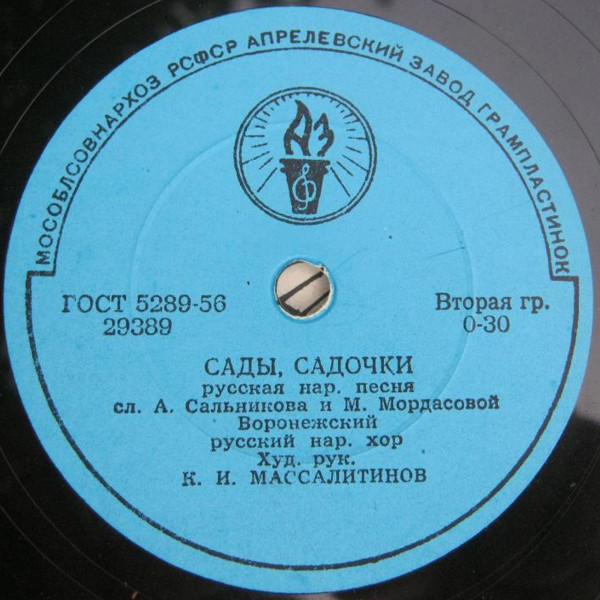 МОСОБЛСОВНАРХОЗ РСФСР АПРЕЛЕВСКИЙ ЗАВОД ГРАМПЛАСТИНОК
АЗ
ГОСТ 5289-56
29389
Вторая гр.
0-30
САДЫ, САДОЧКИ
русская нар. песня
сл. А. Сальникова и М. Мордасовой
Воронежский
русский нар. хор
Худ. рук.
К. И. МАССАЛИТИНОВ